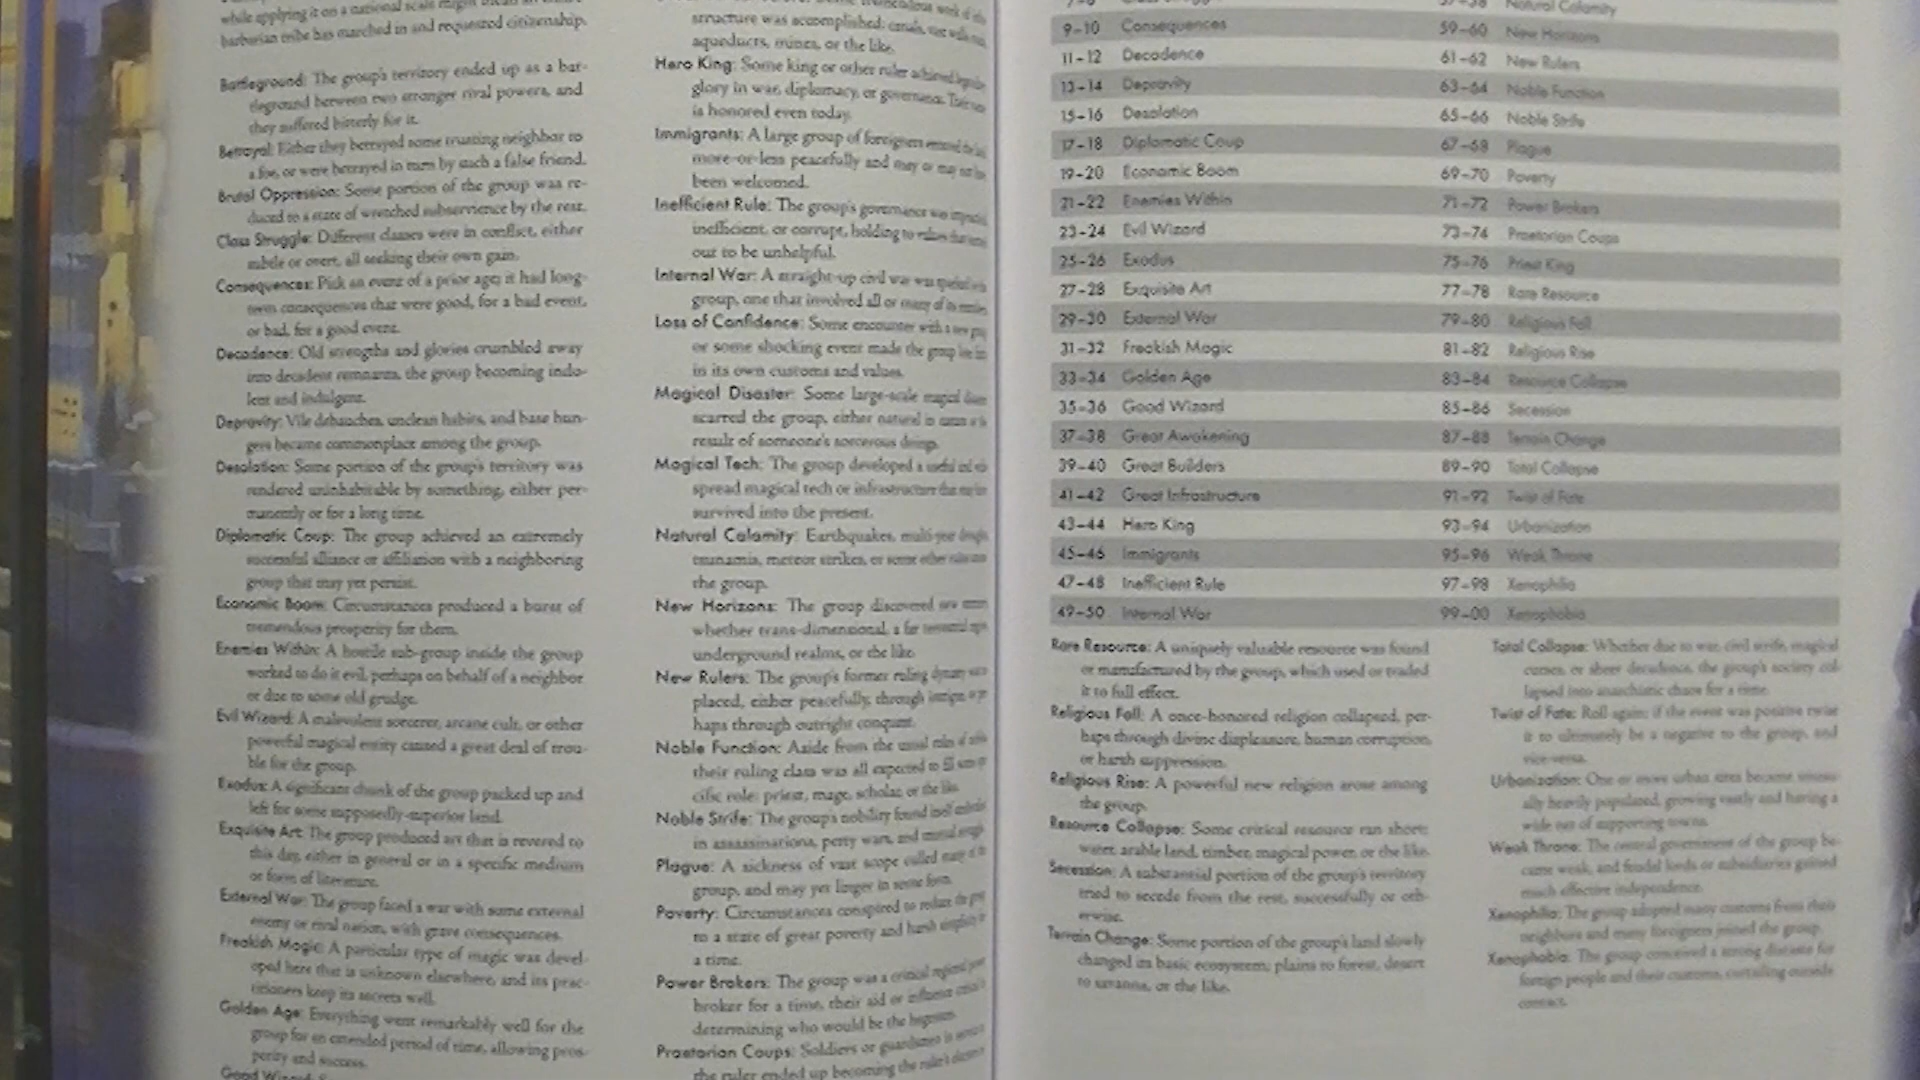 while applying it on a national scale might mean an entire
barbarian tribe has marched in and requested citizenship.
Battleground: The group's territory ended up as a bat-
tleground between two stronger rival powers, and
they suffered bitterly for it.
Betrayal: Either they betrayed some trusting neighbor to
a foe, or were betrayed in turn by such a false friend.
Brutal Oppression: Some portion of the group was re-
duced to a state of wretched subservience by the rest.
Class Struggle: Different classes were in conflict, either
subtle or overt, all seeking their own gain.
Consequences: Pick an event of a prior age; it had long-
term consequences that were good, for a bad event,
or bad, for a good event.
Decadence: Old strengths and glories crumbled away
into decadent remnants, the group becoming indo-
lent and indulgent.
Depravity: Vile debauches, unclean habits, and base hun-
gers became commonplace among the group.
Desolation: Some portion of the group's territory was
rendered uninhabitable by something, either per-
manently or for a long time.
Diplomatic Coup: The group achieved an extremely
successful alliance or affiliation with a neighboring
group that may yet persist.
Economic Boom: Circumstances produced a burst of
tremendous prosperity for them.
Enemies Within: A hostile sub-group inside the group
worked to do it evil, perhaps on behalf of a neighbor
or due to some old grudge.
Evil Wizard: A malevolent sorcerer, arcane cult, or other
powerful magical entity caused a great deal of trou-
ble for the group.
Exodus: A significant chunk of the group packed up and
left for some supposedly-superior land.
Exquisite Art: The group produced art that is revered to
this day, either in general or in a specific medium
or form of literature.
External War: The group faced a war with some external
enemy or rival nation, with grave consequences.
Freakish Magic: A particular type of magic was devel-
oped here that is unknown elsewhere, and its prac-
titioners keep its secrets well.
Golden Age: Everything went remarkably well for the
group for an extended period of time, allowing pros-
perity and success.
Good Wizard:
structure was accomplished: canals, vast walls,
aqueducts, mines, or the like.
Hero King: Some king or other ruler achieved
glory in war, diplomacy, or governance. Their
is honored even today.
Immigrants: A large group of foreigners entered the
more-or-less peacefully and may or may not
been welcomed.
Inefficient Rule: The group's governance was
inefficient, or corrupt, holding to values that
out to be unhelpful.
Internal War: A straight-up civil war was
group, one that involved all or many of its
Loss of Confidence: Some encounter with a new
or some shocking event made the group
in its own customs and values.
Magical Disaster: Some large-scale magical
scarred the group, either natural in
result of someone's sorcerous doings.
Magical Tech: The group developed a useful and
spread magical tech or infrastructure that
survived into the present.
Natural Calamity: Earthquakes, multi-year
tsunamis, meteor strikes, or some other
the group.
New Horizons: The group discovered new
whether trans-dimensional, a far terrestrial
underground realms, or the like.
New Rulers: The group's former ruling dynasty
placed, either peacefully, through intrigue, or
haps through outright conquest.
Noble Function: Aside from the usual roles of
their ruling class was all expected to fill
cific role: priest, mage, scholar, or the like.
Noble Strife: The group's nobility found itself
in assassinations, petty wars, and mutual
Plague: A sickness of vast scope culled many of
group, and may yet linger in some form.
Poverty: Circumstances conspired to reduce the
to a state of great poverty and harsh simplicity
a time.
Power Brokers: The group was a critical regional
broker for a time, their aid or influence
determining who would be the hegemon.
Praetorian Coups: Soldiers or guardsmen
the ruler ended up becoming the ruler's
37-38 Natural Calamity
9-10 Consequences 59-60 New Horizons
11-12 Decadence 61-62 New Rulers
13-14 Depravity 63-64 Noble Function
15-16 Desolation 65-66 Noble Strife
17-18 Diplomatic Coup 67-68 Plague
19-20 Economic Boom 69-70 Poverty
21-22 Enemies Within 71-72 Power Brokers
23-24 Evil Wizard 73-74 Praetorian Coups
25-26 Exodus 75-76 Priest King
27-28 Exquisite Art 77-78 Rare Resource
29-30 External War 79-80 Religious Fall
31-32 Freakish Magic 81-82 Religious Rise
33-34 Golden Age 83-84 Resource Collapse
35-36 Good Wizard 85-86 Secession
37-38 Great Awakening 87-88 Terrain Change
39-40 Great Builders 89-90 Total Collapse
41-42 Great Infrastructure 91-92 Twist of Fate
43-44 Hero King 93-94 Urbanization
45-46 Immigrants 95-96 Weak Throne
47-48 Inefficient Rule 97-98 Xenophilia
49-50 Internal War 99-00 Xenophobia
Rare Resource: A uniquely valuable resource was found
or manufactured by the group, which used or traded
it to full effect.
Religious Fall: A once-honored religion collapsed, per-
haps through divine displeasure, human corruption,
or harsh suppression.
Religious Rise: A powerful new religion arose among
the group.
Resource Collapse: Some critical resource ran short:
water, arable land, timber, magical power, or the like.
Secession: A substantial portion of the group's territory
tried to secede from the rest, successfully or oth-
erwise.
Terrain Change: Some portion of the group's land slowly
changed its basic ecosystem; plains to forest, desert
to savanna, or the like.
Total Collapse: Whether due to war, civil strife, magical
curses, or sheer decadence, the group's society col-
lapsed into anarchistic chaos for a time.
Twist of Fate: Roll again; if the event was positive twist
it to ultimately be a negative to the group, and
vice-versa.
Urbanization: One or more urban sites became unusu-
ally heavily populated, growing vastly and having a
wide net of supporting towns.
Weak Throne: The central government of the group be-
came weak, and feudal lords or subsidiaries gained
much effective independence.
Xenophilia: The group adopted many customs from their
neighbors and many foreigners joined the group.
Xenophobia: The group conceived a strong distaste for
foreign people and their customs, curtailing outside
contact.